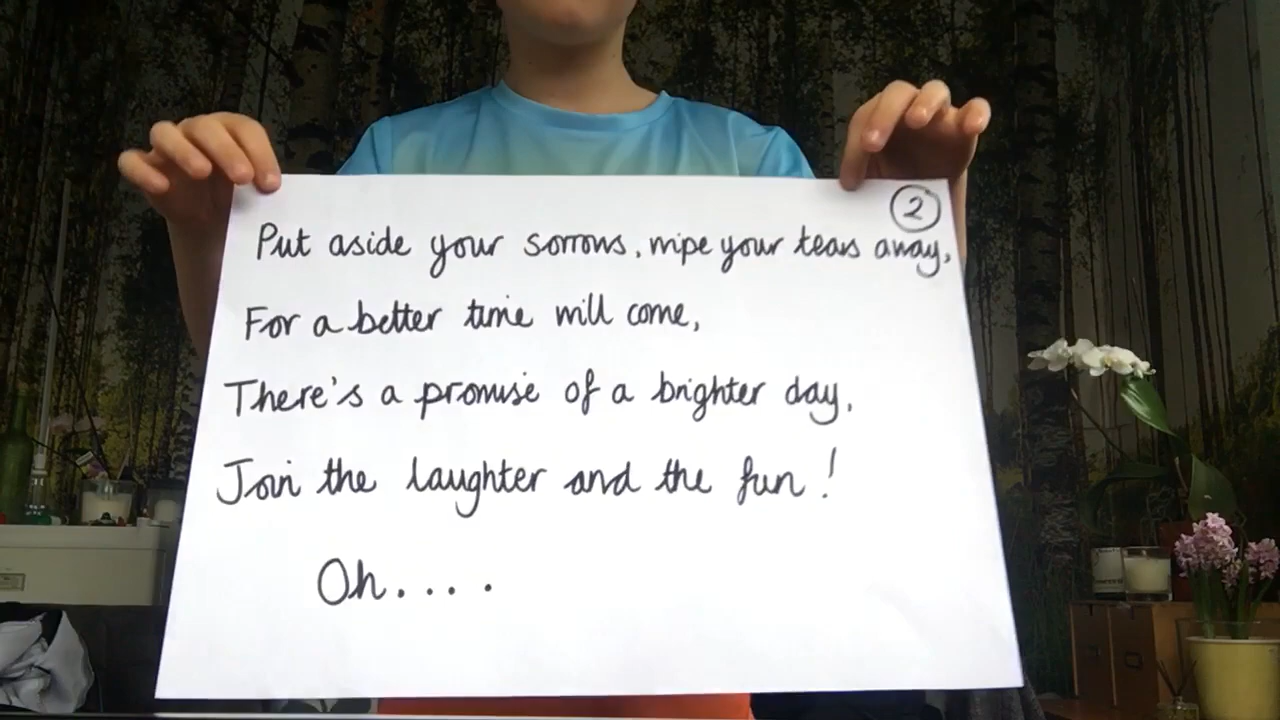 2
Put aside your sorrows, wipe your tears away,
For a better time will come,
There's a promise of a brighter day,
Join the laughter and the fun!
Oh....